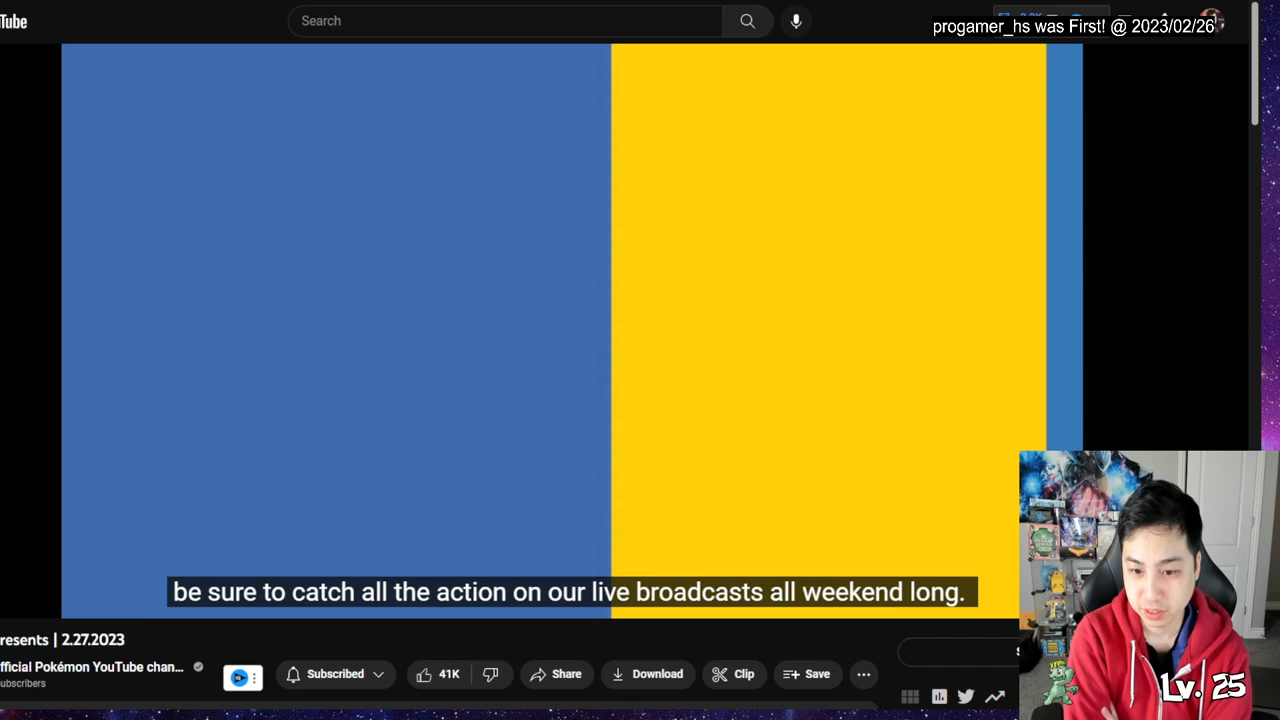 Tube
Search
progamer_hs was First! @ 2023/02/26
be sure to catch all the action on our live broadcasts all weekend long.
resents | 2.27.2023
fficial Pokémon YouTube chan...
ubscribers
Subscribed
41K
Share
Download
Clip
Save
Lv. 25